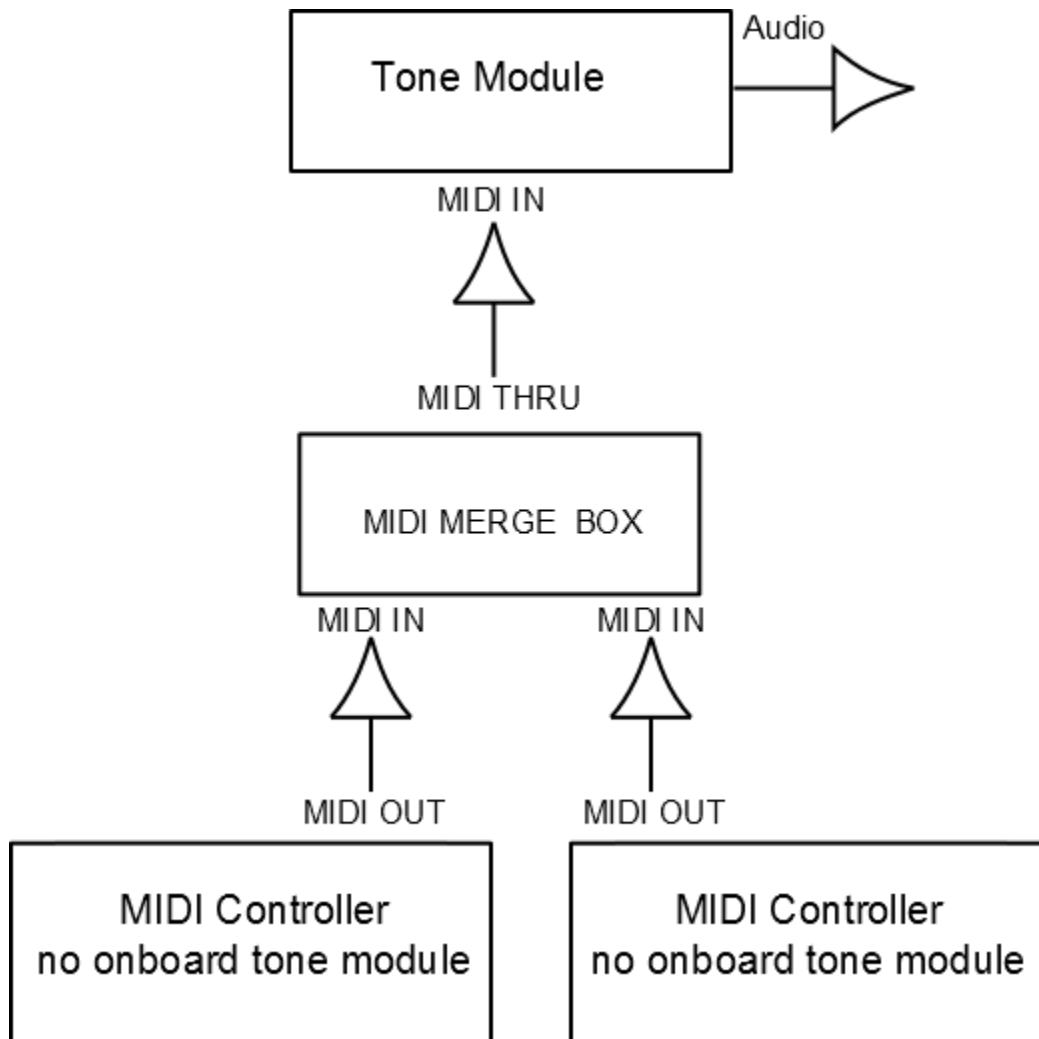 Audio
Tone Module
MIDI IN
MIDI THRU
MIDI MERGE BOX
MIDI IN
MIDI IN
MIDI OUT
MIDI OUT
MIDI Controller
no onboard tone module
MIDI Controller
no onboard tone module